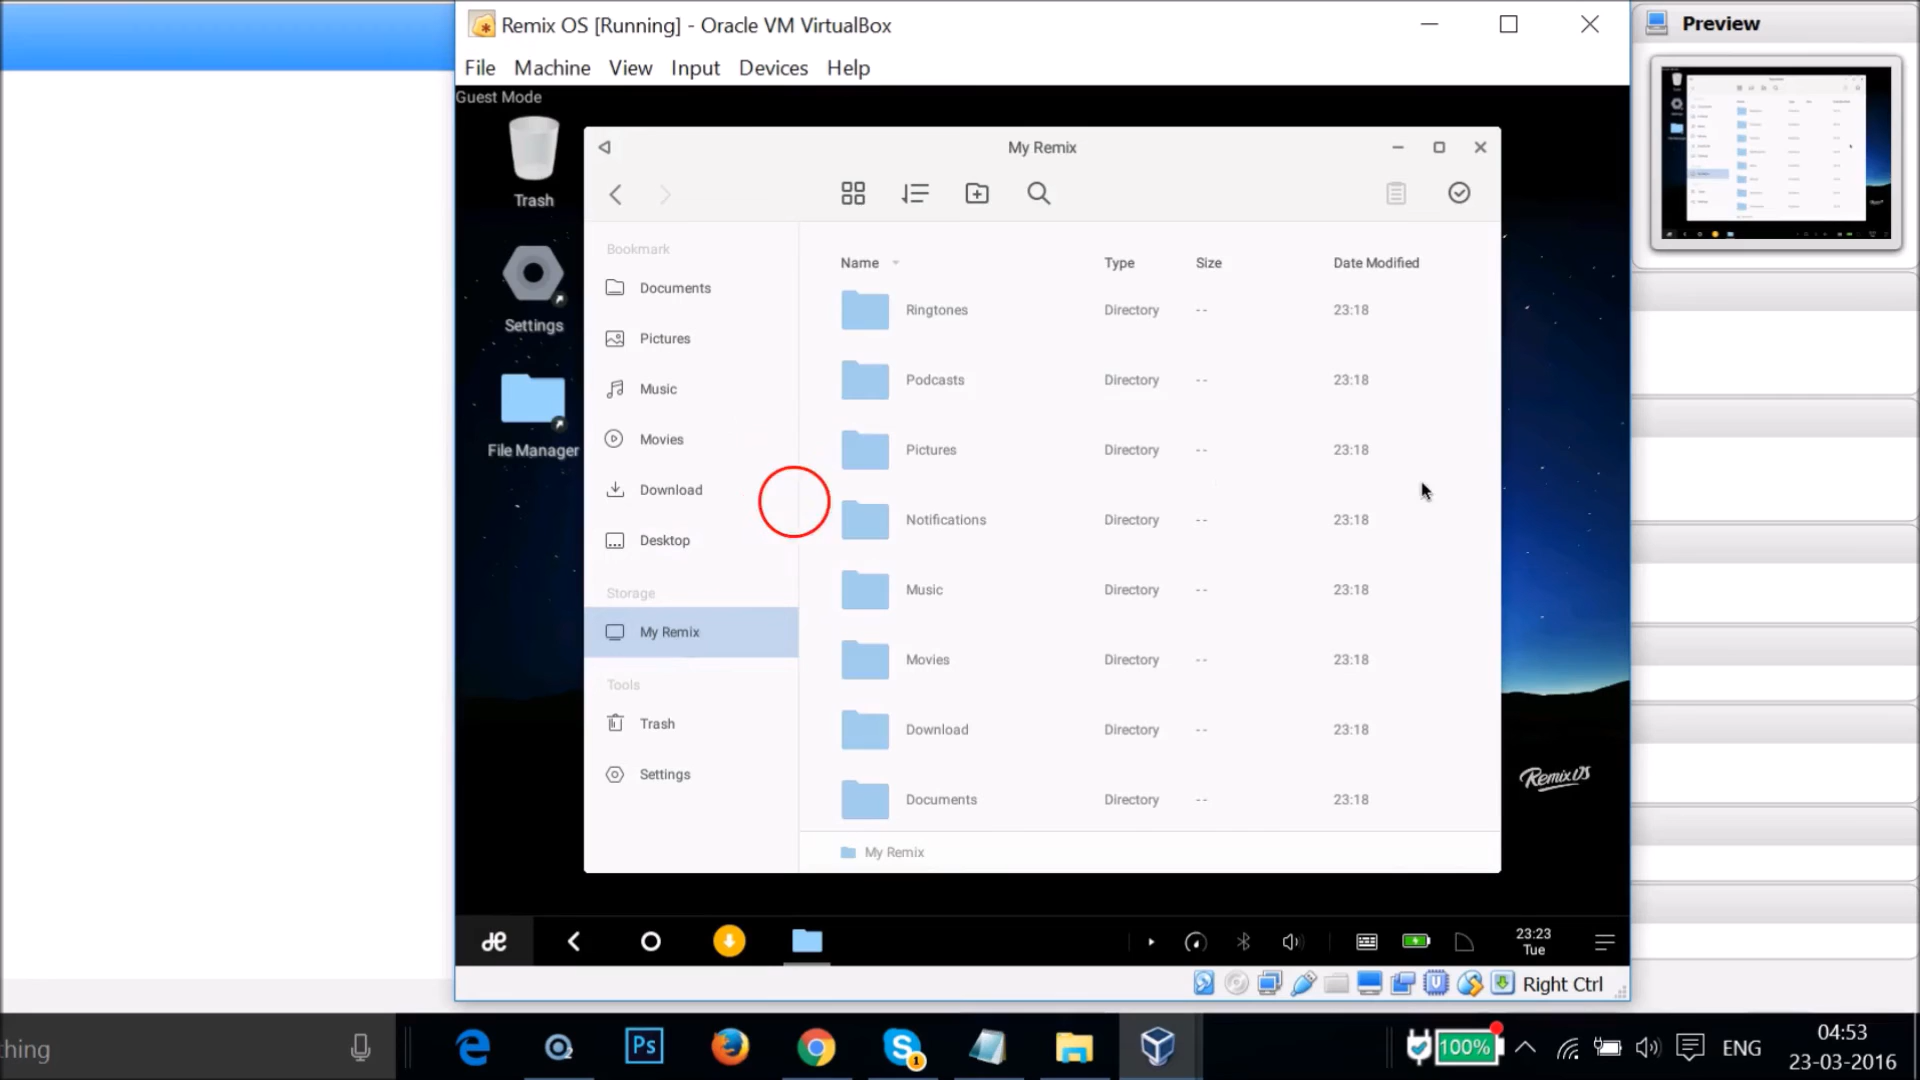 Remix OS [Running] - Oracle VM VirtualBox
File Machine View Input Devices Help
Preview
Guest Mode
Trash
Settings
File Manager
My Remix
Bookmark
Documents
Pictures
Music
Movies
Download
Desktop
Storage
My Remix
Tools
Trash
Settings
Name Type Size Date Modified
Ringtones Directory -- 23:18
Podcasts Directory -- 23:18
Pictures Directory -- 23:18
Notifications Directory -- 23:18
Music Directory -- 23:18
Movies Directory -- 23:18
Download Directory -- 23:18
Documents Directory -- 23:18
My Remix
Remix OS
23:23
Tue
Right Ctrl
hing
Ps
1
100%
ENG
04:53
23-03-2016